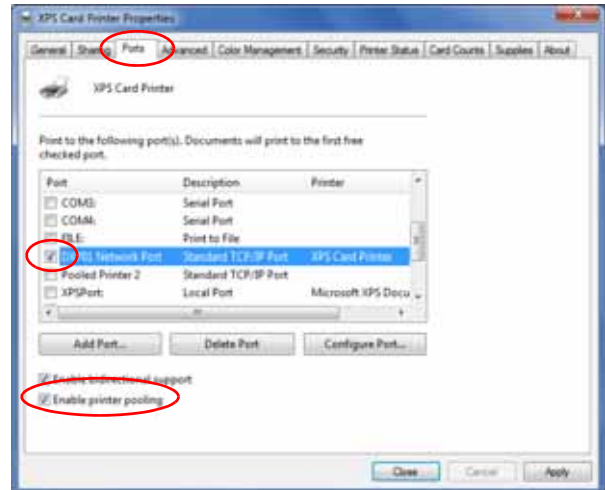 XPS Card Printer Properties
General Sharing Ports Advanced Color Management Security Printer Status Card Counts Supplies About
XPS Card Printer
Print to the following port(s). Documents will print to the first free
checked port.
Port Description Printer
COM3: Serial Port
COM4: Serial Port
FILE: Print to File
Network Port Standard TCP/IP Port XPS Card Printer
Pooled Printer 2 Standard TCP/IP Port
XPSPort: Local Port Microsoft XPS Docu
Add Port... Delete Port Configure Port...
Enable bidirectional support
Enable printer pooling
Close Cancel Apply